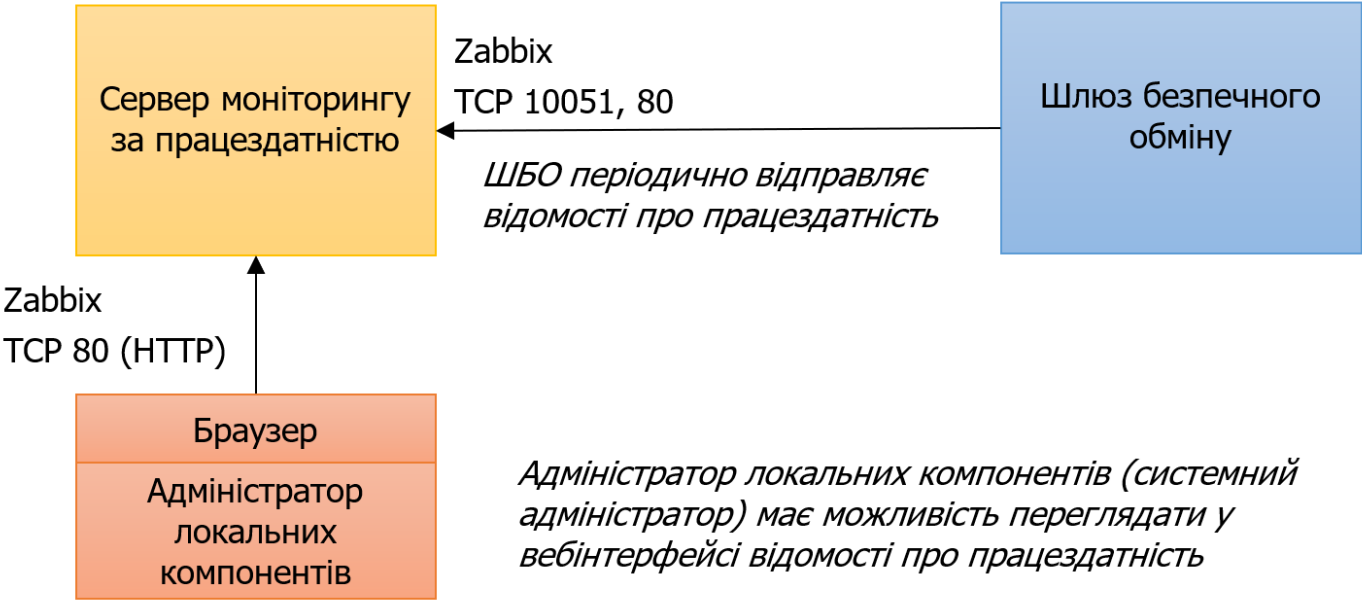 Сервер моніторингу
за працездатністю
Zabbix
TCP 10051, 80
ШБО періодично відправляє
відомості про працездатність
Шлюз безпечного
обміну
Zabbix
TCP 80 (HTTP)
Браузер
Адміністратор
локальних
компонентів
Адміністратор локальних компонентів (системний
адміністратор) має можливість переглядати у
вебінтерфейсі відомості про працездатність